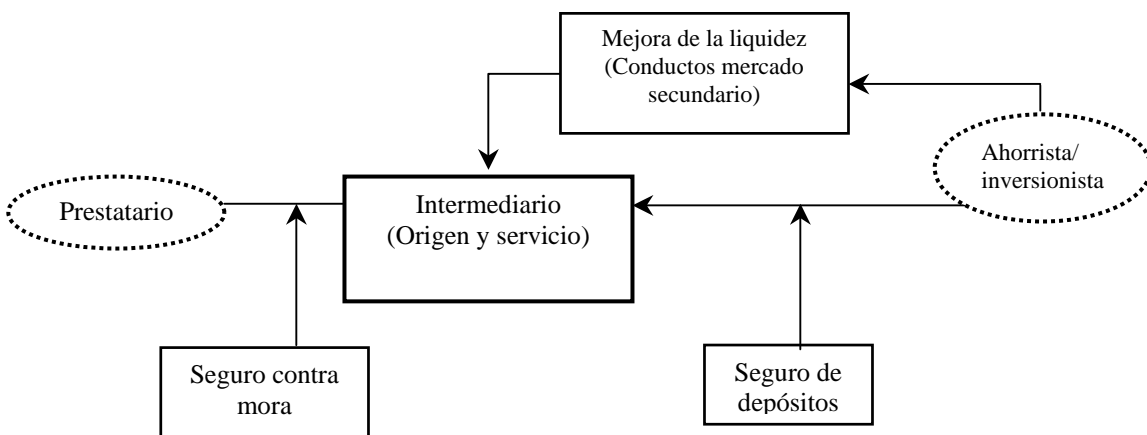 Mejora de la liquidez
(Conductos mercado
secundario)
Ahorrista/
inversionista
Prestatario
Intermediario
(Origen y servicio)
Seguro contra
mora
Seguro de
depósitos